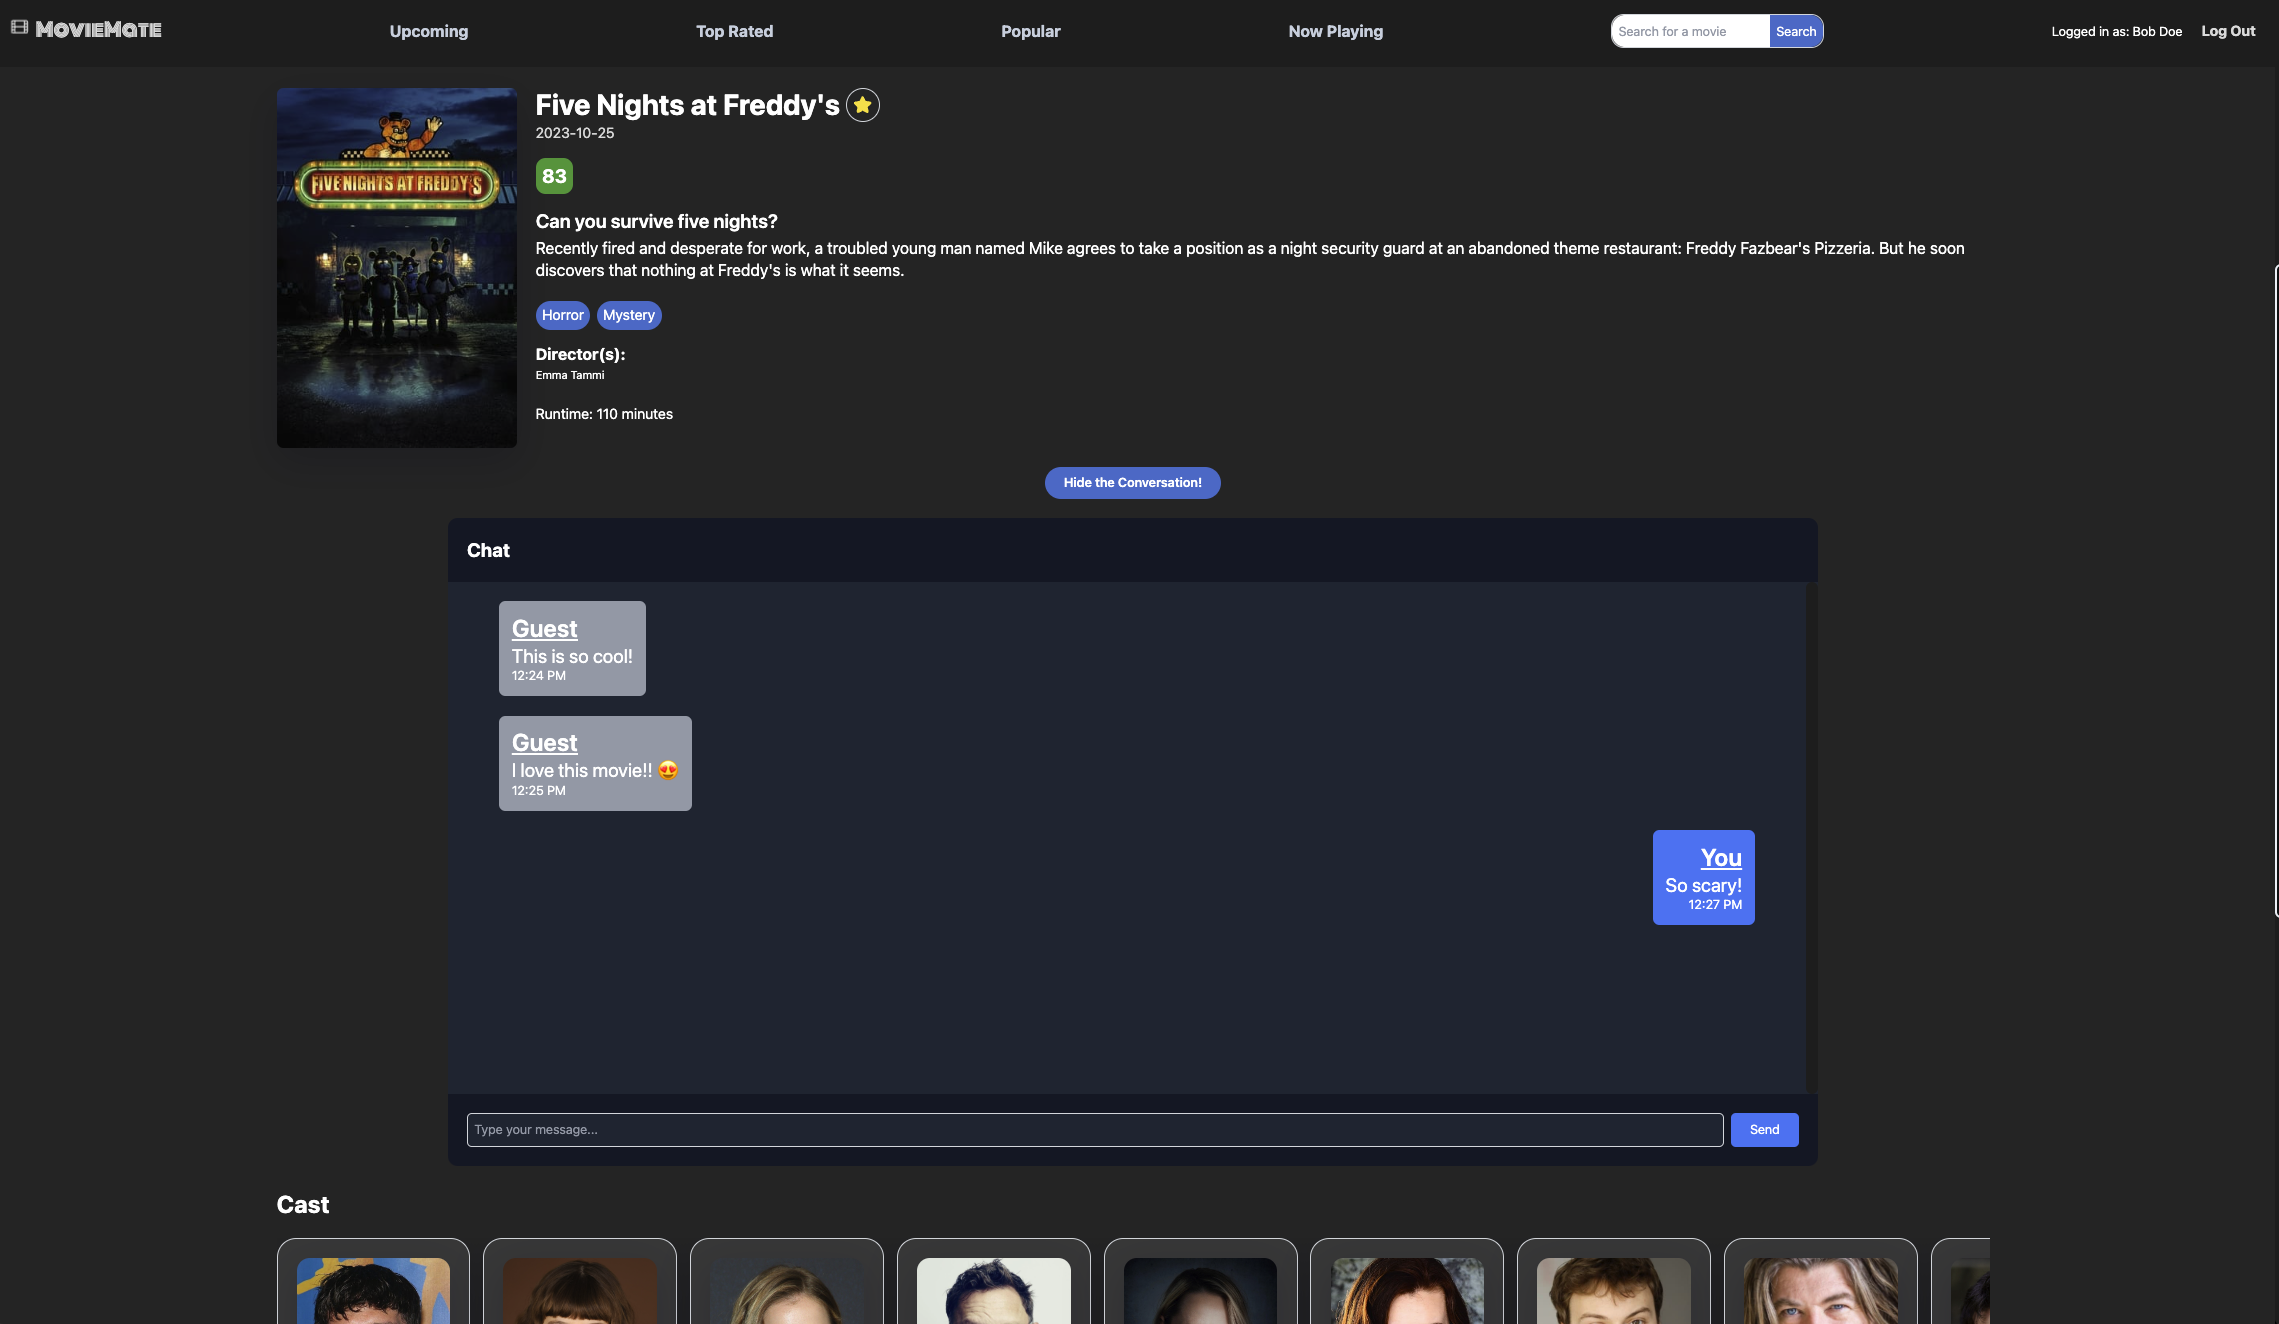 MovieMate
Upcoming
Top Rated
Popular
Now Playing
Search for a movie
Search
Logged in as: Bob Doe
Log Out
FIVE NIGHTS AT FREDDY'S
Five Nights at Freddy's
2023-10-25
83
Can you survive five nights?
Recently fired and desperate for work, a troubled young man named Mike agrees to take a position as a night security guard at an abandoned theme restaurant: Freddy Fazbear's Pizzeria. But he soon
discovers that nothing at Freddy's is what it seems.
Horror
Mystery
Director(s):
Emma Tammi
Runtime: 110 minutes
Hide the Conversation!
Chat
Guest
This is so cool!
12:24 PM
Guest
I love this movie!! 😍
12:25 PM
You
So scary!
12:27 PM
Type your message...
Send
Cast